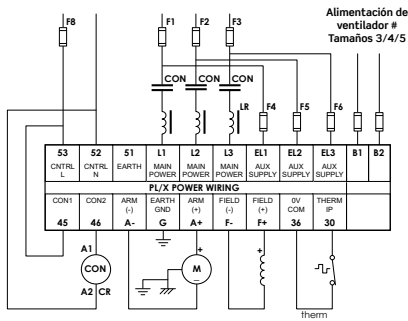 Alimentación de
ventilador #
Tamaños 3/4/5
F8 F1 F2 F3
CON CON CON
LR F4 F5 F6
53 52 51 L1 L2 L3 EL1 EL2 EL3 B1 B2
CNTRL L
CNTRL N
EARTH
MAIN POWER
MAIN POWER
MAIN POWER
AUX SUPPLY
AUX SUPPLY
AUX SUPPLY
PL/X POWER WIRING
CON1
CON2
ARM (-)
EARTH GND
ARM (+)
FIELD (-)
FIELD (+)
0V COM
THERM IP
45 46 A- G A+ F- F+ 36 30
A1
CON
A2 CR
+
M
−
+
therm